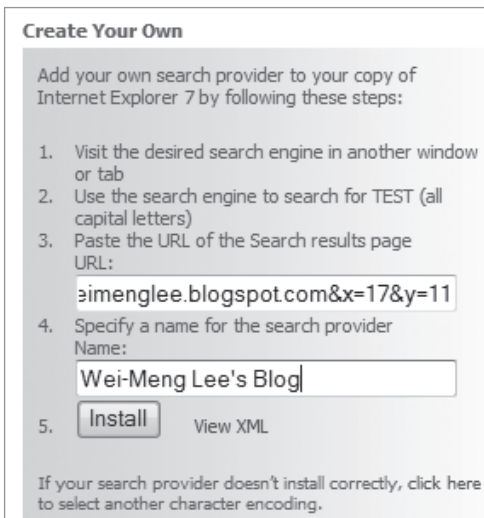 Create Your Own
Add your own search provider to your copy of
Internet Explorer 7 by following these steps:
1. Visit the desired search engine in another window
or tab
2. Use the search engine to search for TEST (all
capital letters)
3. Paste the URL of the Search results page
URL:
eimenglee.blogspot.com&x=17&y=11
4. Specify a name for the search provider
Name:
Wei-Meng Lee's Blog
5. Install View XML
If your search provider doesn't install correctly, click here
to select another character encoding.